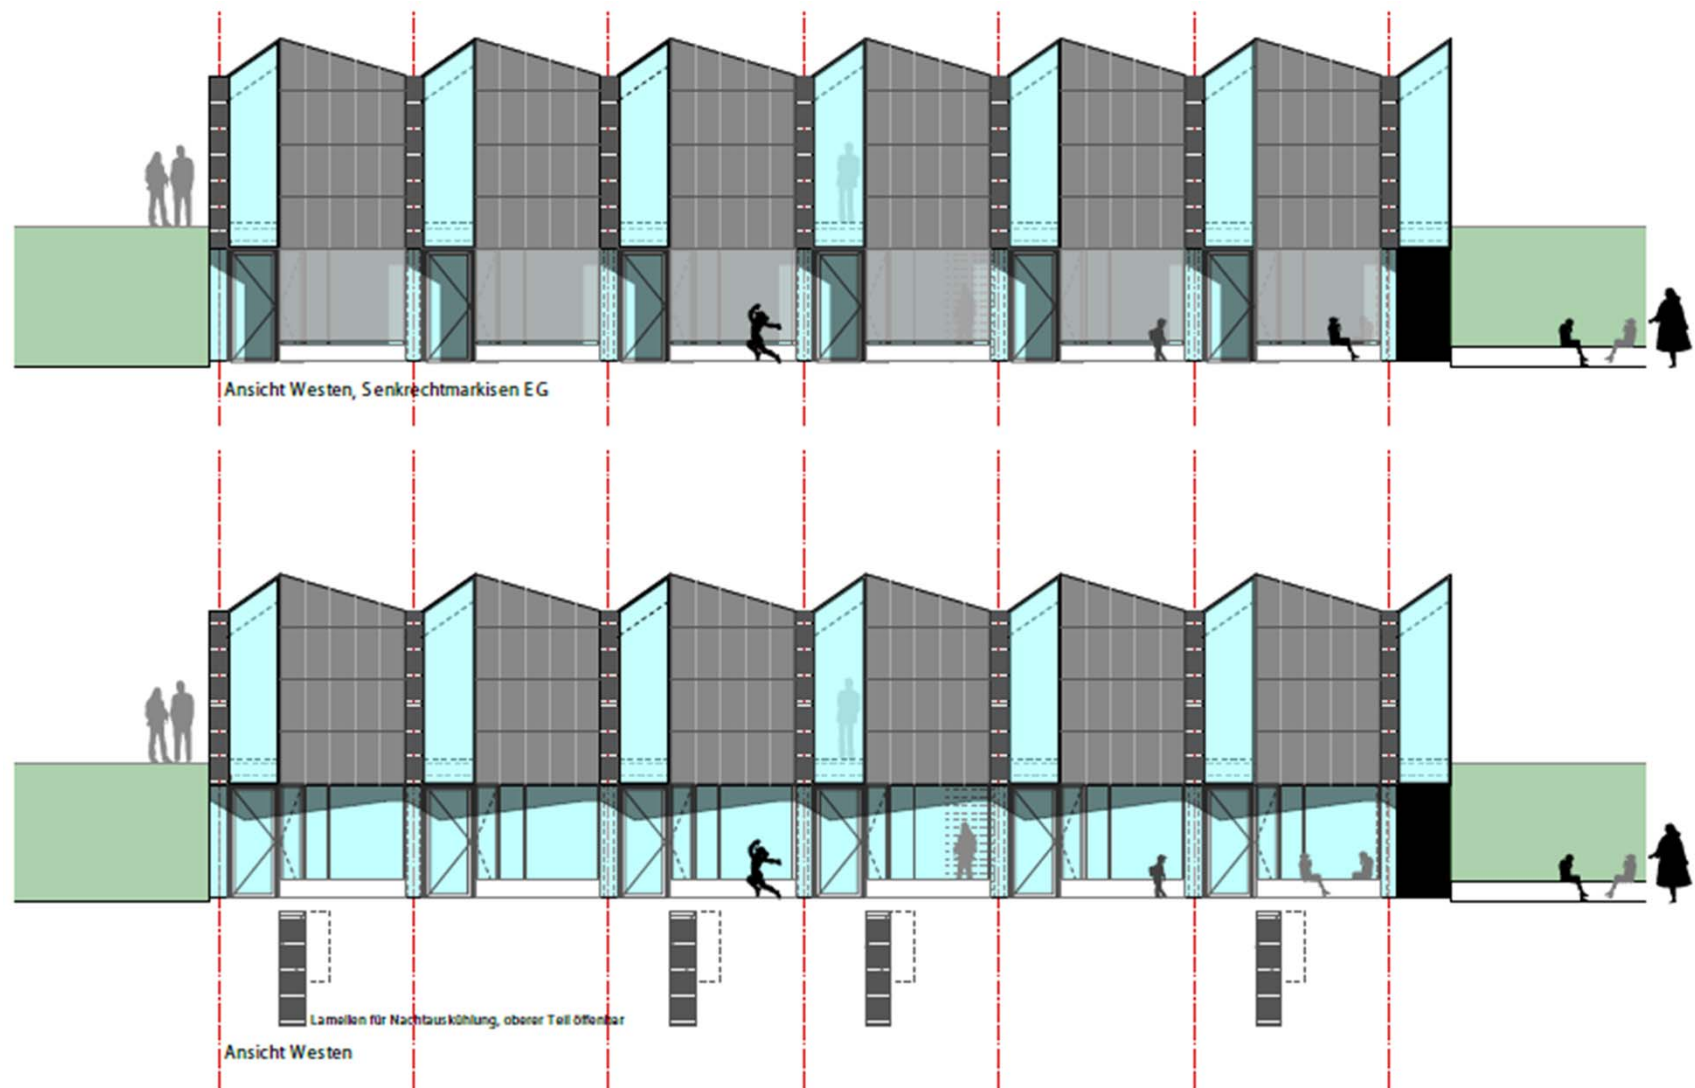 Ansicht Westen, Senkrechtmarkisen EG
Lamellen für Nachtauskühlung, oberer Teil öffenbar
Ansicht Westen